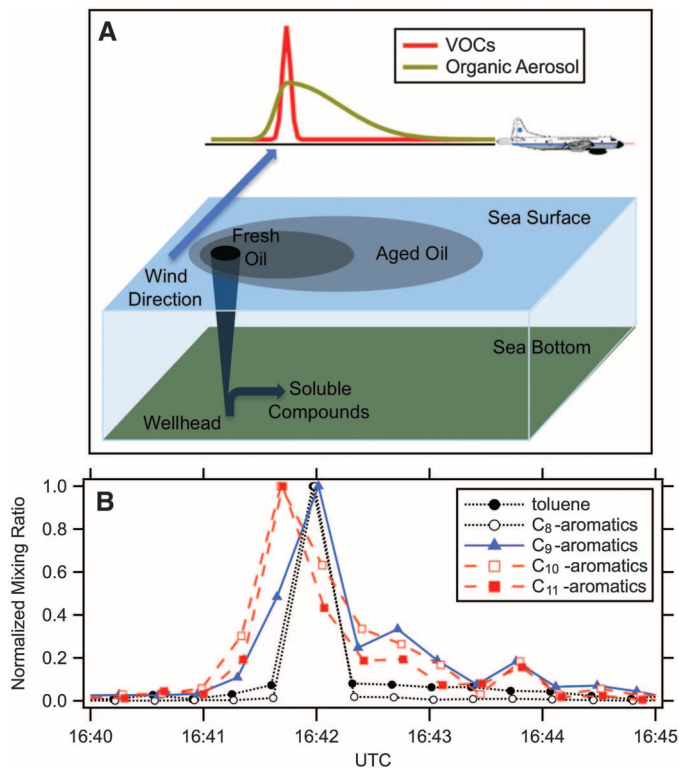 A
VOCs
Organic Aerosol
Sea Surface
Fresh
Oil
Aged Oil
Wind
Direction
Sea Bottom
Soluble
Compounds
Wellhead
B
Normalized Mixing Ratio
1.0
0.8
0.6
0.4
0.2
0.0
toluene
C8-aromatics
C9-aromatics
C10-aromatics
C11-aromatics
16:40
16:41
16:42
16:43
16:44
16:45
UTC